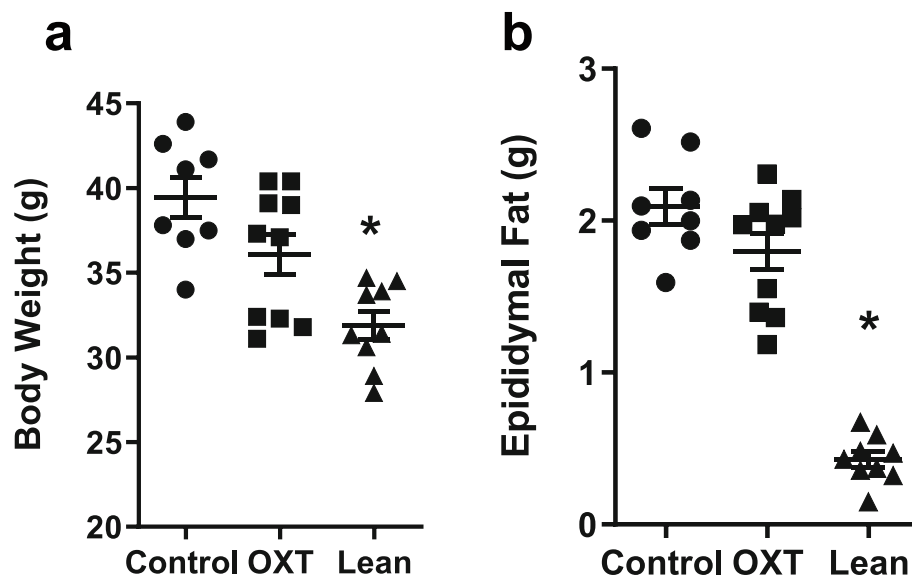 a
Body Weight (g)
45
40
35
30
25
20
*
Control OXT Lean
b
Epididymal Fat (g)
3
2
1
0
*
Control OXT Lean